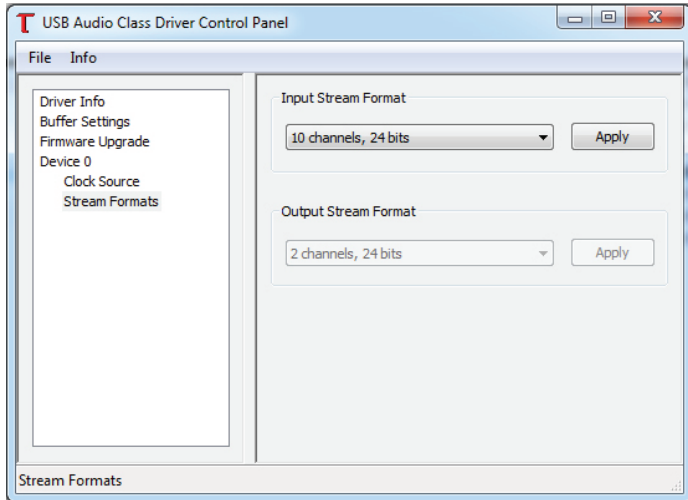 USB Audio Class Driver Control Panel
File Info
Driver Info
Buffer Settings
Firmware Upgrade
Device 0
Clock Source
Stream Formats
Input Stream Format
10 channels, 24 bits
Apply
Output Stream Format
2 channels, 24 bits
Apply
Stream Formats